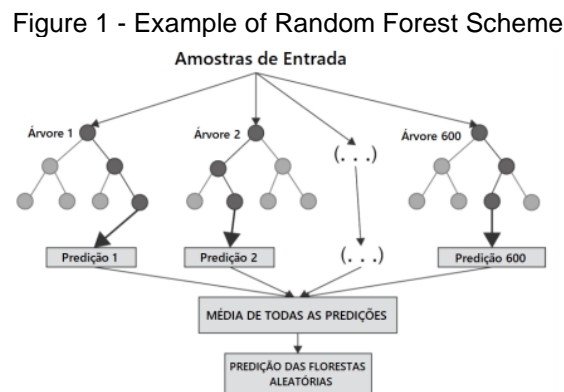 Figure 1 - Example of Random Forest Scheme
Amostras de Entrada
Árvore 1
Árvore 2
(. . .)
Árvore 600
Predição 1
Predição 2
(. . .)
Predição 600
MÉDIA DE TODAS AS PREDIÇÕES
PREDIÇÃO DAS FLORESTAS
ALEATÓRIAS